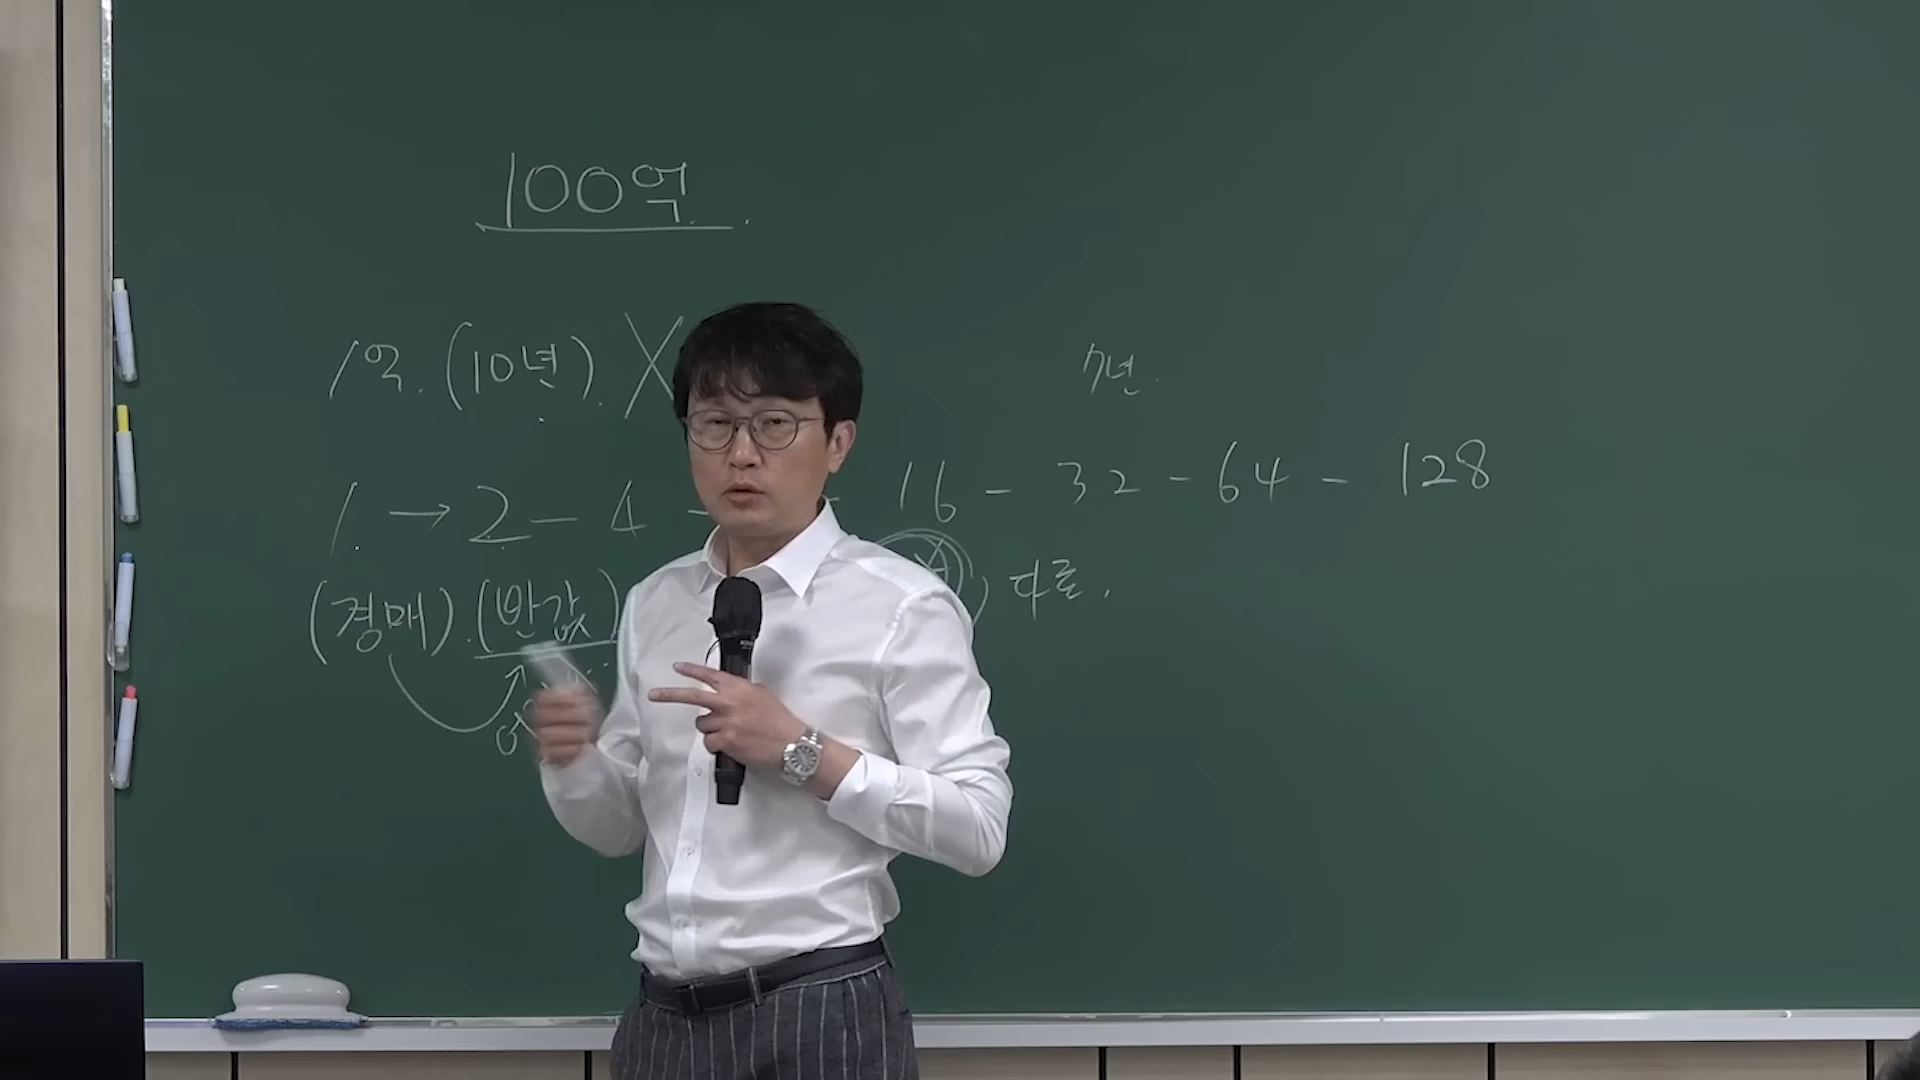 100억
1억. (10년). X
7년.
1. → 2 - 4 - - 16 - 32 - 64 - 128
(경매). (반값) 다로.